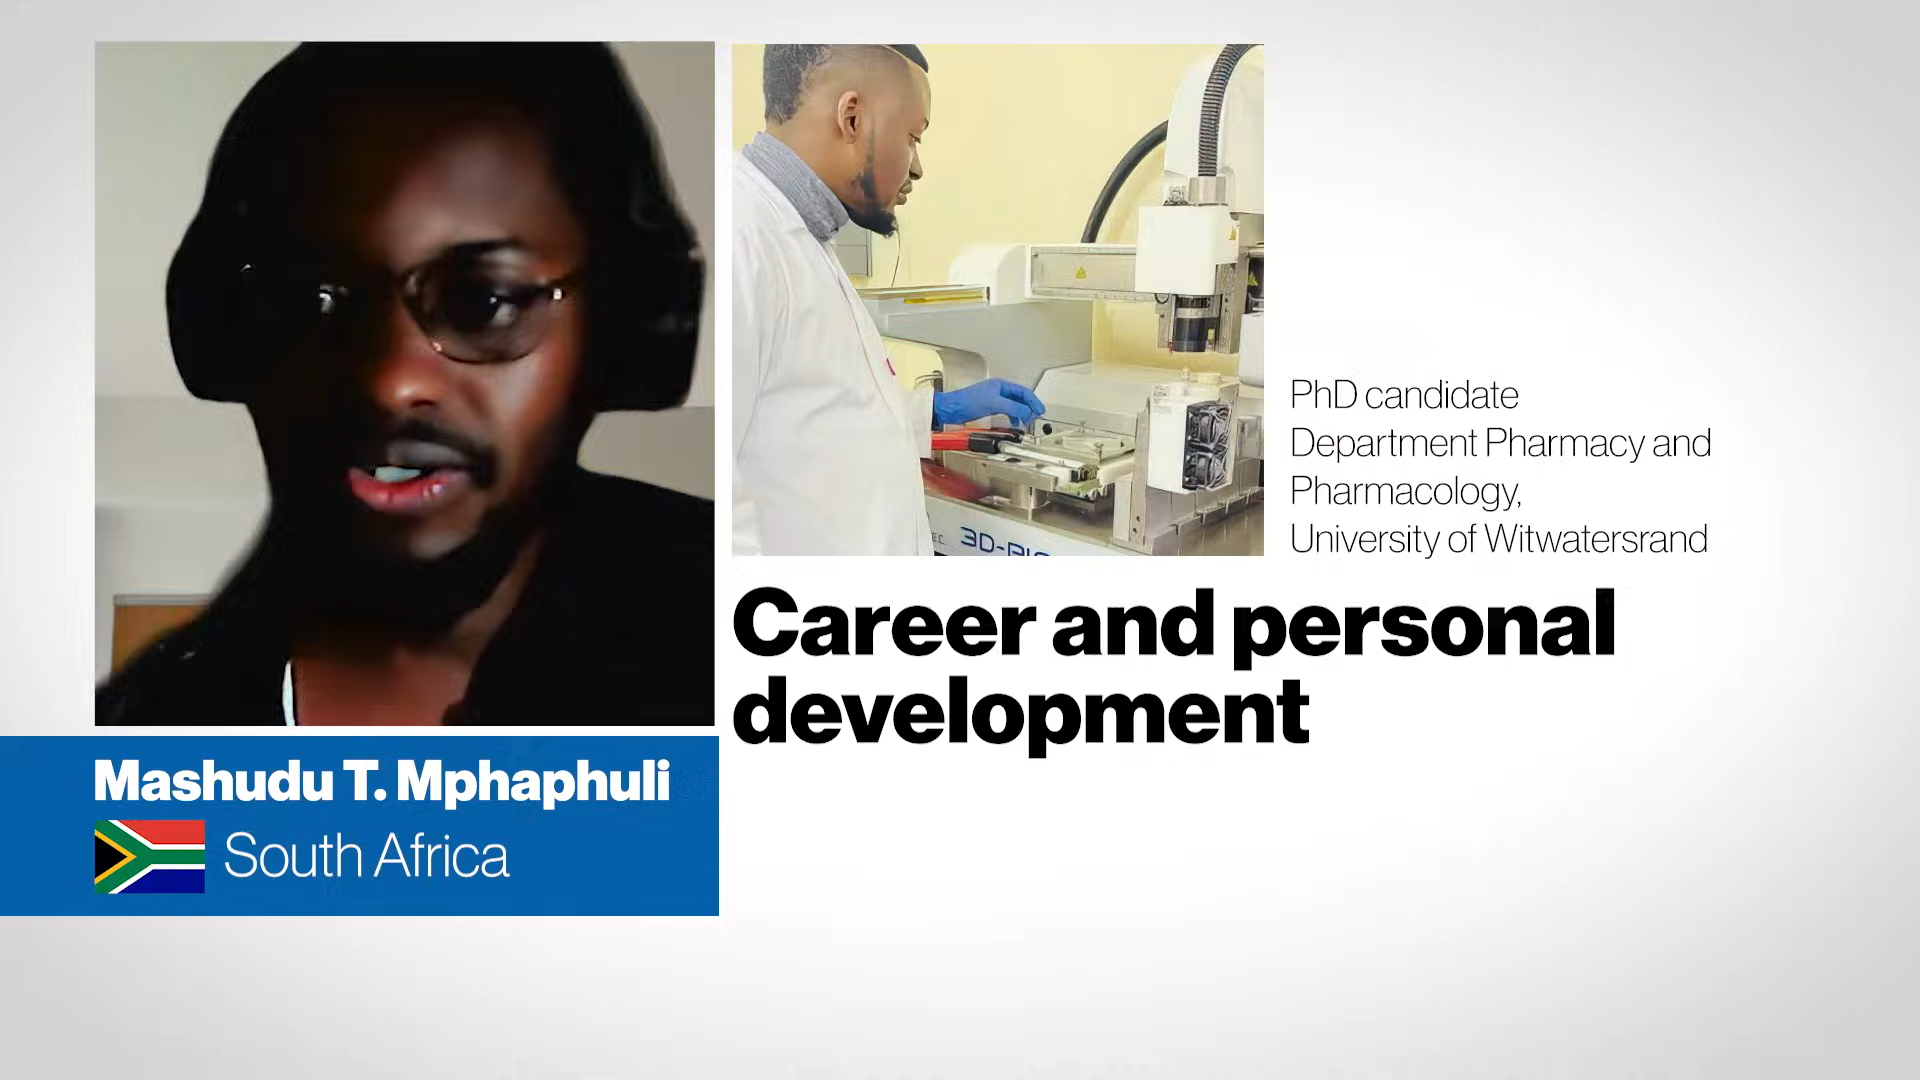 PhD candidate
Department Pharmacy and
Pharmacology,
University of Witwatersrand
Career and personal
development
Mashudu T. Mphaphuli
South Africa